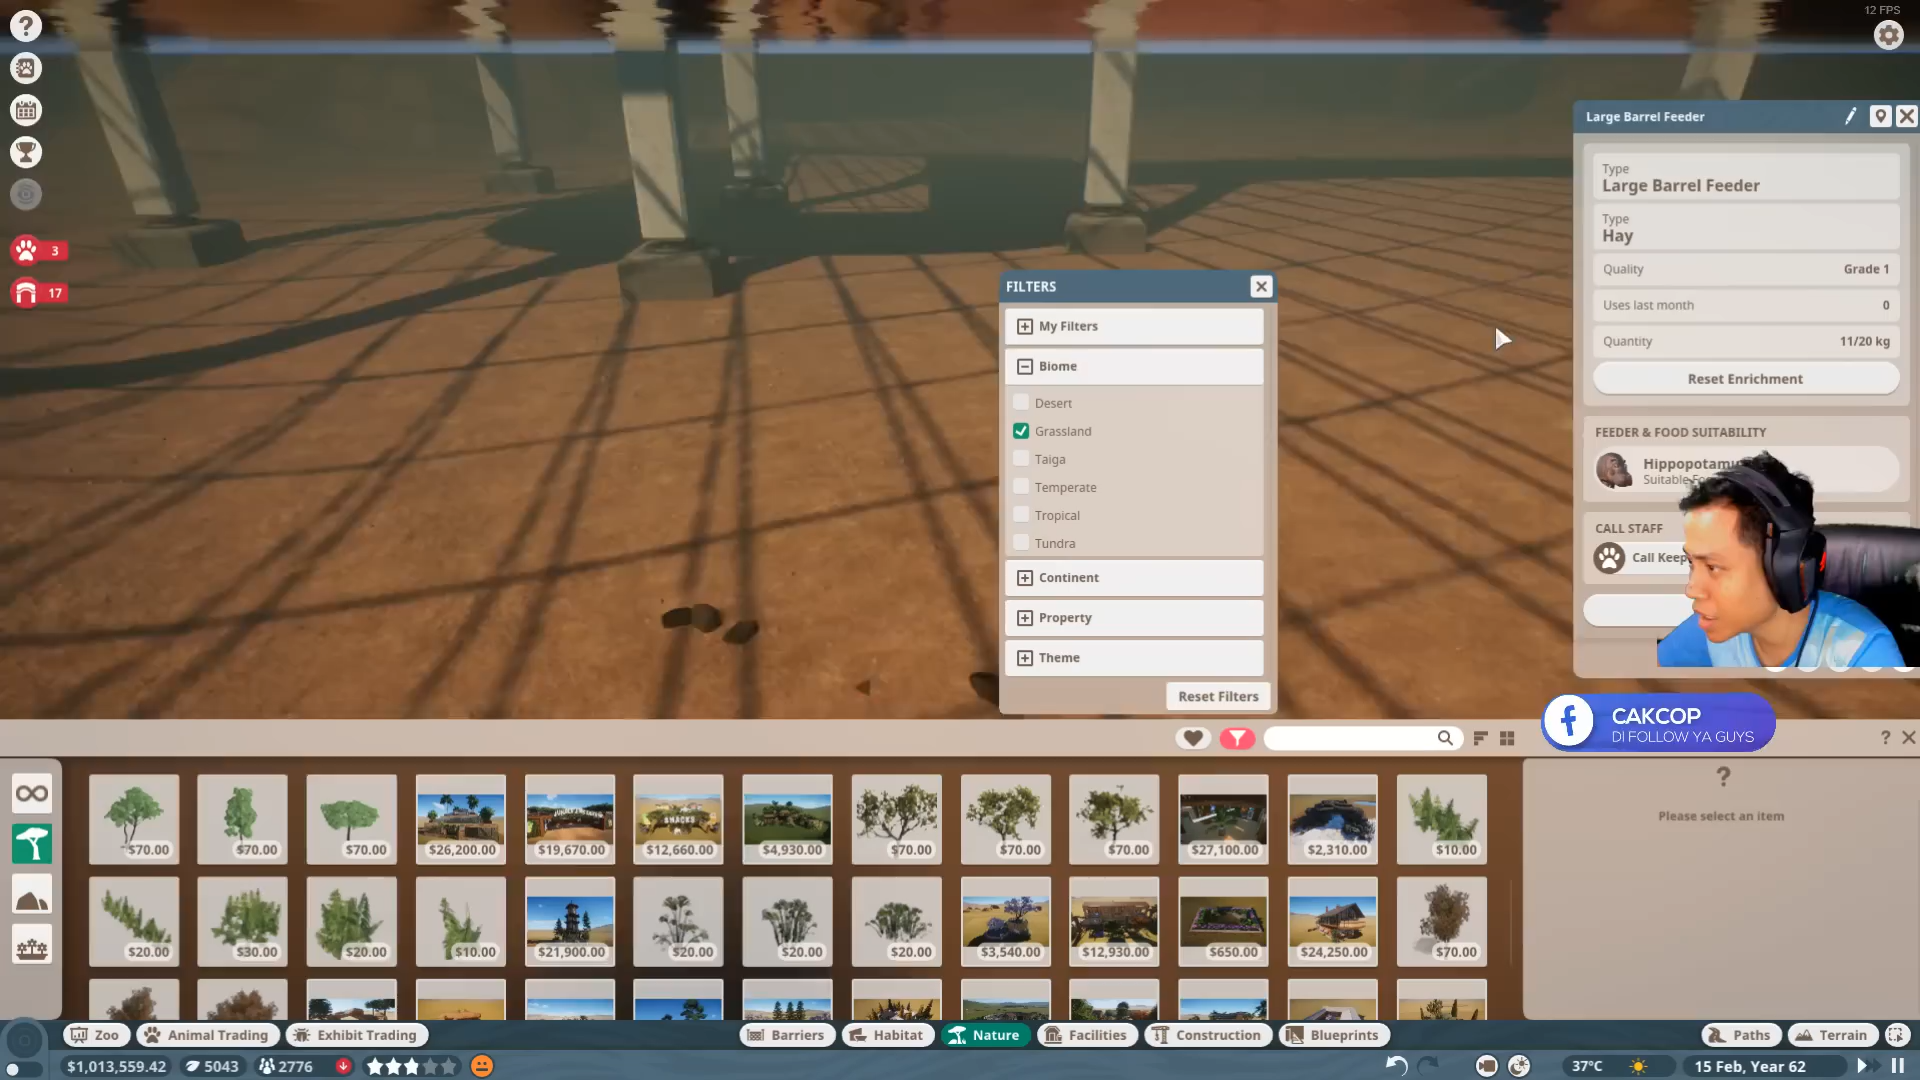 12 FPS
?
3
17
Large Barrel Feeder
Type
Large Barrel Feeder
Type
Hay
Quality Grade 1
Uses last month 0
Quantity 11/20 kg
Reset Enrichment
FEEDER & FOOD SUITABILITY
Suitable
CALL STAFF
Call
FILTERS
My Filters
Biome
Desert
Grassland
Taiga
Temperate
Tropical
Tundra
Continent
Property
Theme
Reset Filters
CAKCOP
DI FOLLOW YA GUYS
?
?
Please select an item
$70.00 $70.00 $70.00 $26,200.00 $19,670.00 $12,660.00 $4,930.00 $70.00 $70.00 $70.00 $27,100.00 $2,310.00 $10.00
SNACKS
$20.00 $30.00 $20.00 $10.00 $21,900.00 $20.00 $20.00 $20.00 $3,540.00 $12,930.00 $650.00 $24,250.00 $70.00
Zoo Animal Trading Exhibit Trading Barriers Habitat Nature Facilities Construction Blueprints Paths Terrain
$1,013,559.42 5043 2776 37°C 15 Feb, Year 62